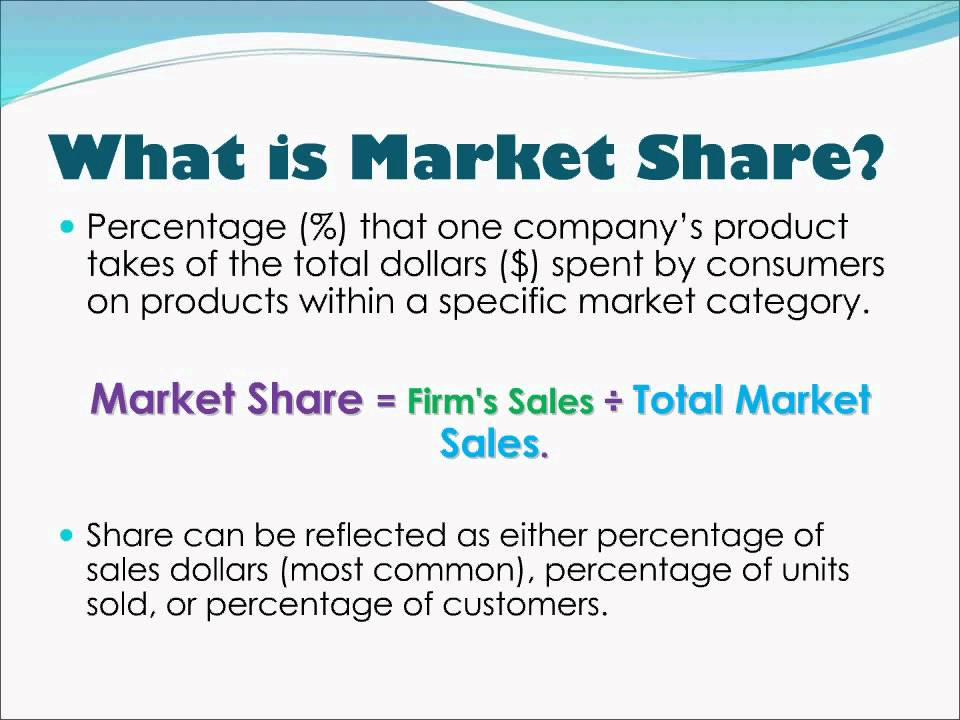 What is Market Share?
• Percentage (%) that one company’s product
takes of the total dollars ($) spent by consumers
on products within a specific market category.
Market Share = Firm's Sales ÷ Total Market
Sales.
• Share can be reflected as either percentage of
sales dollars (most common), percentage of units
sold, or percentage of customers.